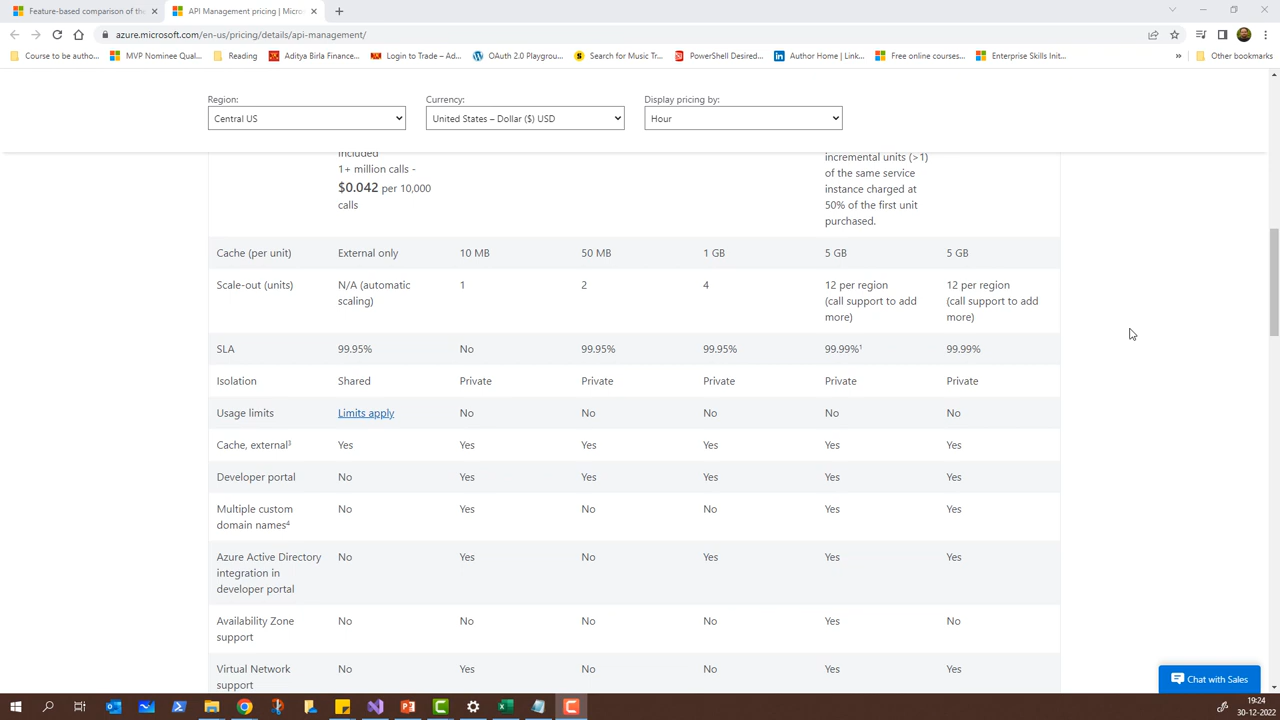 Feature-based comparison of the
API Management pricing | Micro
azure.microsoft.com/en-us/pricing/details/api-management/
Course to be autho...
MVP Nominee Qual...
Reading
Aditya Birla Finance...
Login to Trade – Ad...
OAuth 2.0 Playgrou...
Search for Music Tr...
PowerShell Desired...
Author Home | Link...
Free online courses...
Enterprise Skills Init...
»
Other bookmarks
Region:
Currency:
Display pricing by:
Central US
United States – Dollar ($) USD
Hour
included
1+ million calls -
$0.042 per 10,000
calls
incremental units (>1)
of the same service
instance charged at
50% of the first unit
purchased.
Cache (per unit) External only 10 MB 50 MB 1 GB 5 GB 5 GB
Scale-out (units) N/A (automatic 1 2 4 12 per region 12 per region
scaling) (call support to add (call support to add
more) more)
SLA 99.95% No 99.95% 99.95% 99.99%¹ 99.99%
Isolation Shared Private Private Private Private Private
Usage limits Limits apply No No No No No
Cache, external³ Yes Yes Yes Yes Yes Yes
Developer portal No Yes Yes Yes Yes Yes
Multiple custom No Yes No No Yes Yes
domain names⁴
Azure Active Directory No Yes No Yes Yes Yes
integration in
developer portal
Availability Zone No No No No Yes No
support
Virtual Network No Yes No No Yes Yes
support
Chat with Sales
19:24
30-12-2022